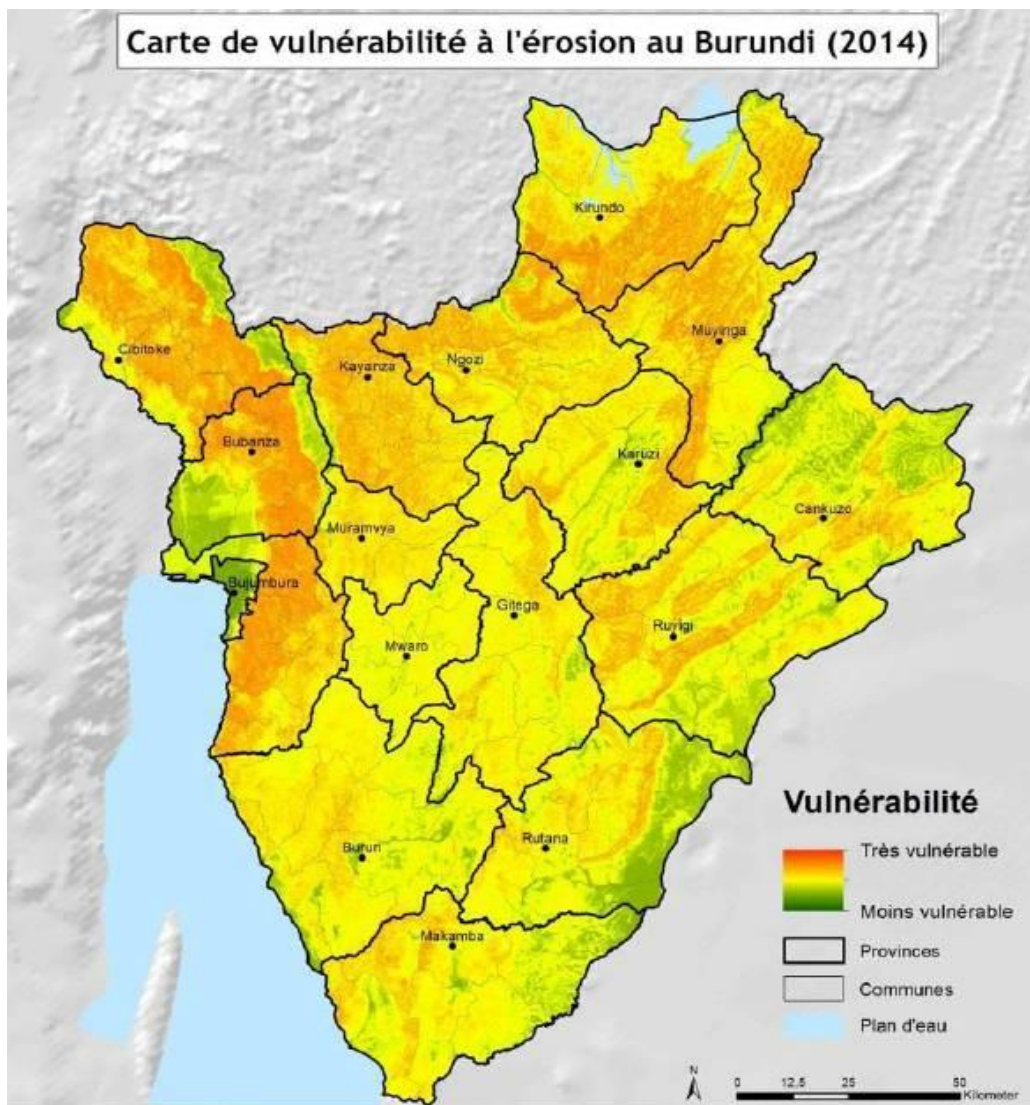 Carte de vulnérabilité à l'érosion au Burundi (2014)
Kirundo
Muyinga
Cibitoke
Kayanza
Ngozi
Bubanza
Karuzi
Cankuzo
Muramvya
Bujumbura
Gitega
Ruyigi
Mwaro
Bururi
Rutana
Makamba
Vulnérabilité
Très vulnérable
Moins vulnérable
Provinces
Communes
Plan d'eau
N
0 12.5 25 50
Kilometer